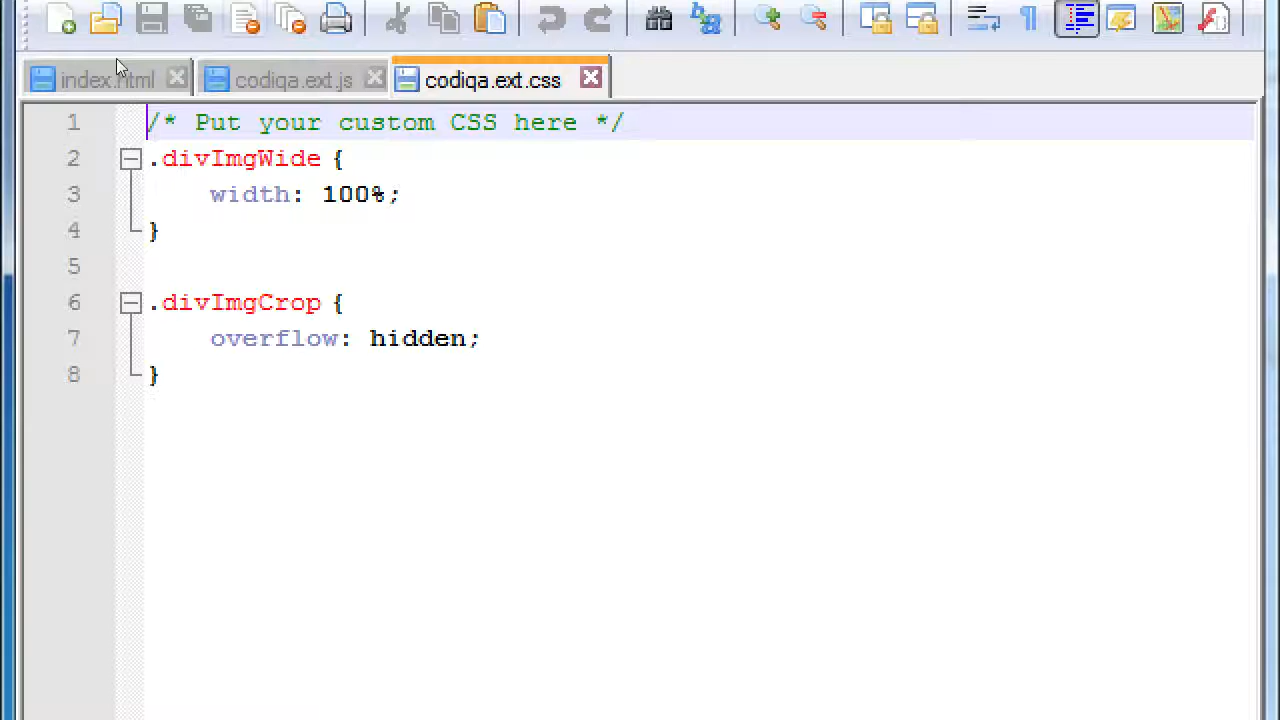 index.html codiqa.ext.js codiqa.ext.css
1 /* Put your custom CSS here */
2 .divImgWide {
3 width: 100%;
4 }
5
6 .divImgCrop {
7 overflow: hidden;
8 }